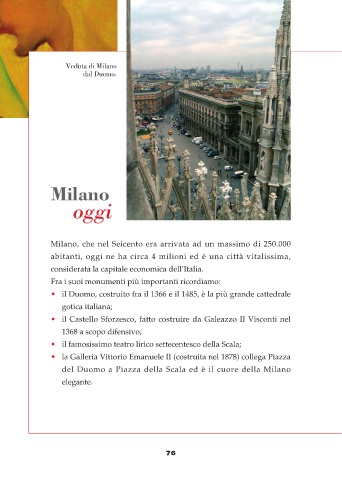 Veduta di Milano
dal Duomo.
Milano
oggi
Milano, che nel Seicento era arrivata ad un massimo di 250.000
abitanti, oggi ne ha circa 4 milioni ed è una città vitalissima,
considerata la capitale economica dell'Italia.
Fra i suoi monumenti più importanti ricordiamo:
• il Duomo, costruito fra il 1366 e il 1485, è la più grande cattedrale
gotica italiana;
• il Castello Sforzesco, fatto costruire da Galeazzo II Visconti nel
1368 a scopo difensivo;
• il famosissimo teatro lirico settecentesco della Scala;
• la Galleria Vittorio Emanuele II (costruita nel 1878) collega Piazza
del Duomo a Piazza della Scala ed è il cuore della Milano
elegante.
76